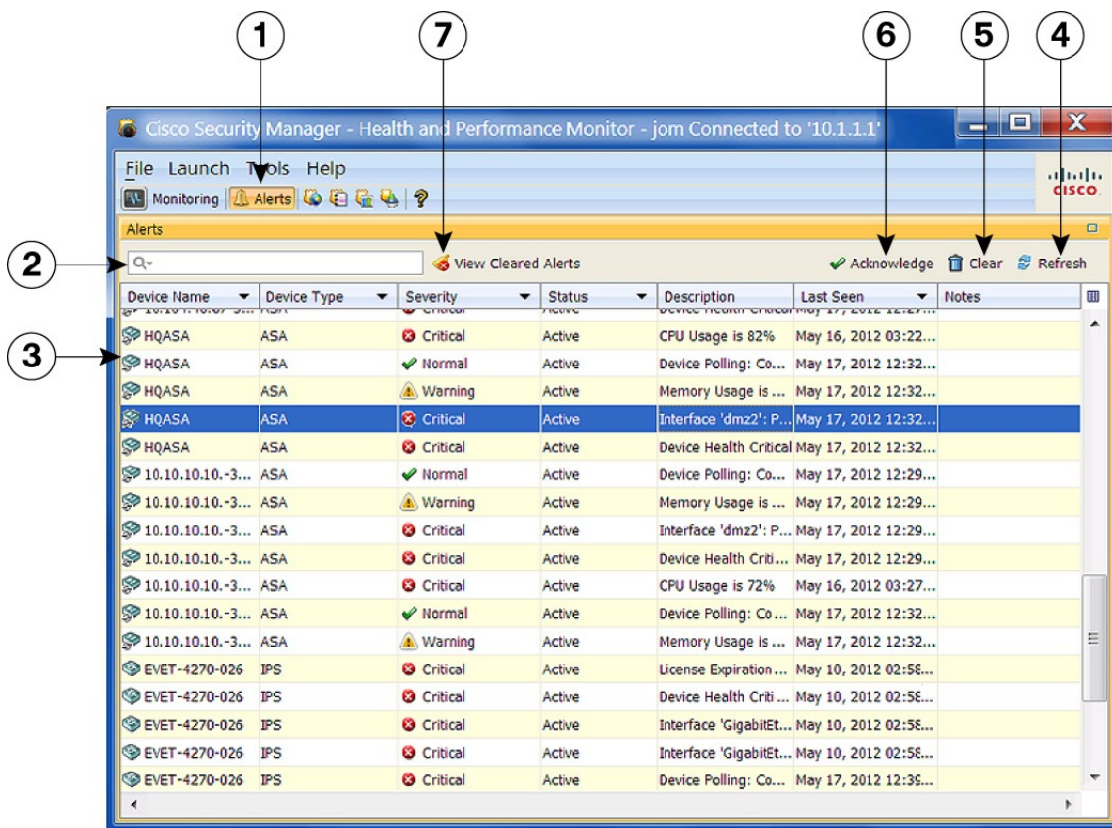 1 7 6 5 4
Cisco Security Manager - Health and Performance Monitor - jom Connected to '10.1.1.1'
File Launch Tools Help
CISCO
Monitoring Alerts
Alerts
2
View Cleared Alerts Acknowledge Clear Refresh
Device Name Device Type Severity Status Description Last Seen Notes
ASA Critical Active Device Health Critical May 17, 2012 12:27...
HQASA ASA Critical Active CPU Usage is 82% May 16, 2012 03:22...
3
HQASA ASA Normal Active Device Polling: Co... May 17, 2012 12:32...
HQASA ASA Warning Active Memory Usage is ... May 17, 2012 12:32...
HQASA ASA Critical Active Interface 'dmz2': P... May 17, 2012 12:32...
HQASA ASA Critical Active Device Health Critical May 17, 2012 12:32...
10.10.10.10.-3... ASA Normal Active Device Polling: Co... May 17, 2012 12:29...
10.10.10.10.-3... ASA Warning Active Memory Usage is ... May 17, 2012 12:29...
10.10.10.10.-3... ASA Critical Active Interface 'dmz2': P... May 17, 2012 12:29...
10.10.10.10.-3... ASA Critical Active Device Health Criti... May 17, 2012 12:29...
10.10.10.10.-3... ASA Critical Active CPU Usage is 72% May 16, 2012 03:27...
10.10.10.10.-3... ASA Normal Active Device Polling: Co... May 17, 2012 12:32...
10.10.10.10.-3... ASA Warning Active Memory Usage is ... May 17, 2012 12:32...
EVET-4270-026 IPS Critical Active License Expiration ... May 10, 2012 02:58...
EVET-4270-026 IPS Critical Active Device Health Criti ... May 10, 2012 02:58...
EVET-4270-026 IPS Critical Active Interface 'GigabitEt... May 10, 2012 02:58...
EVET-4270-026 IPS Critical Active Interface 'GigabitEt... May 10, 2012 02:58...
EVET-4270-026 IPS Critical Active Device Polling: Co... May 17, 2012 12:39...